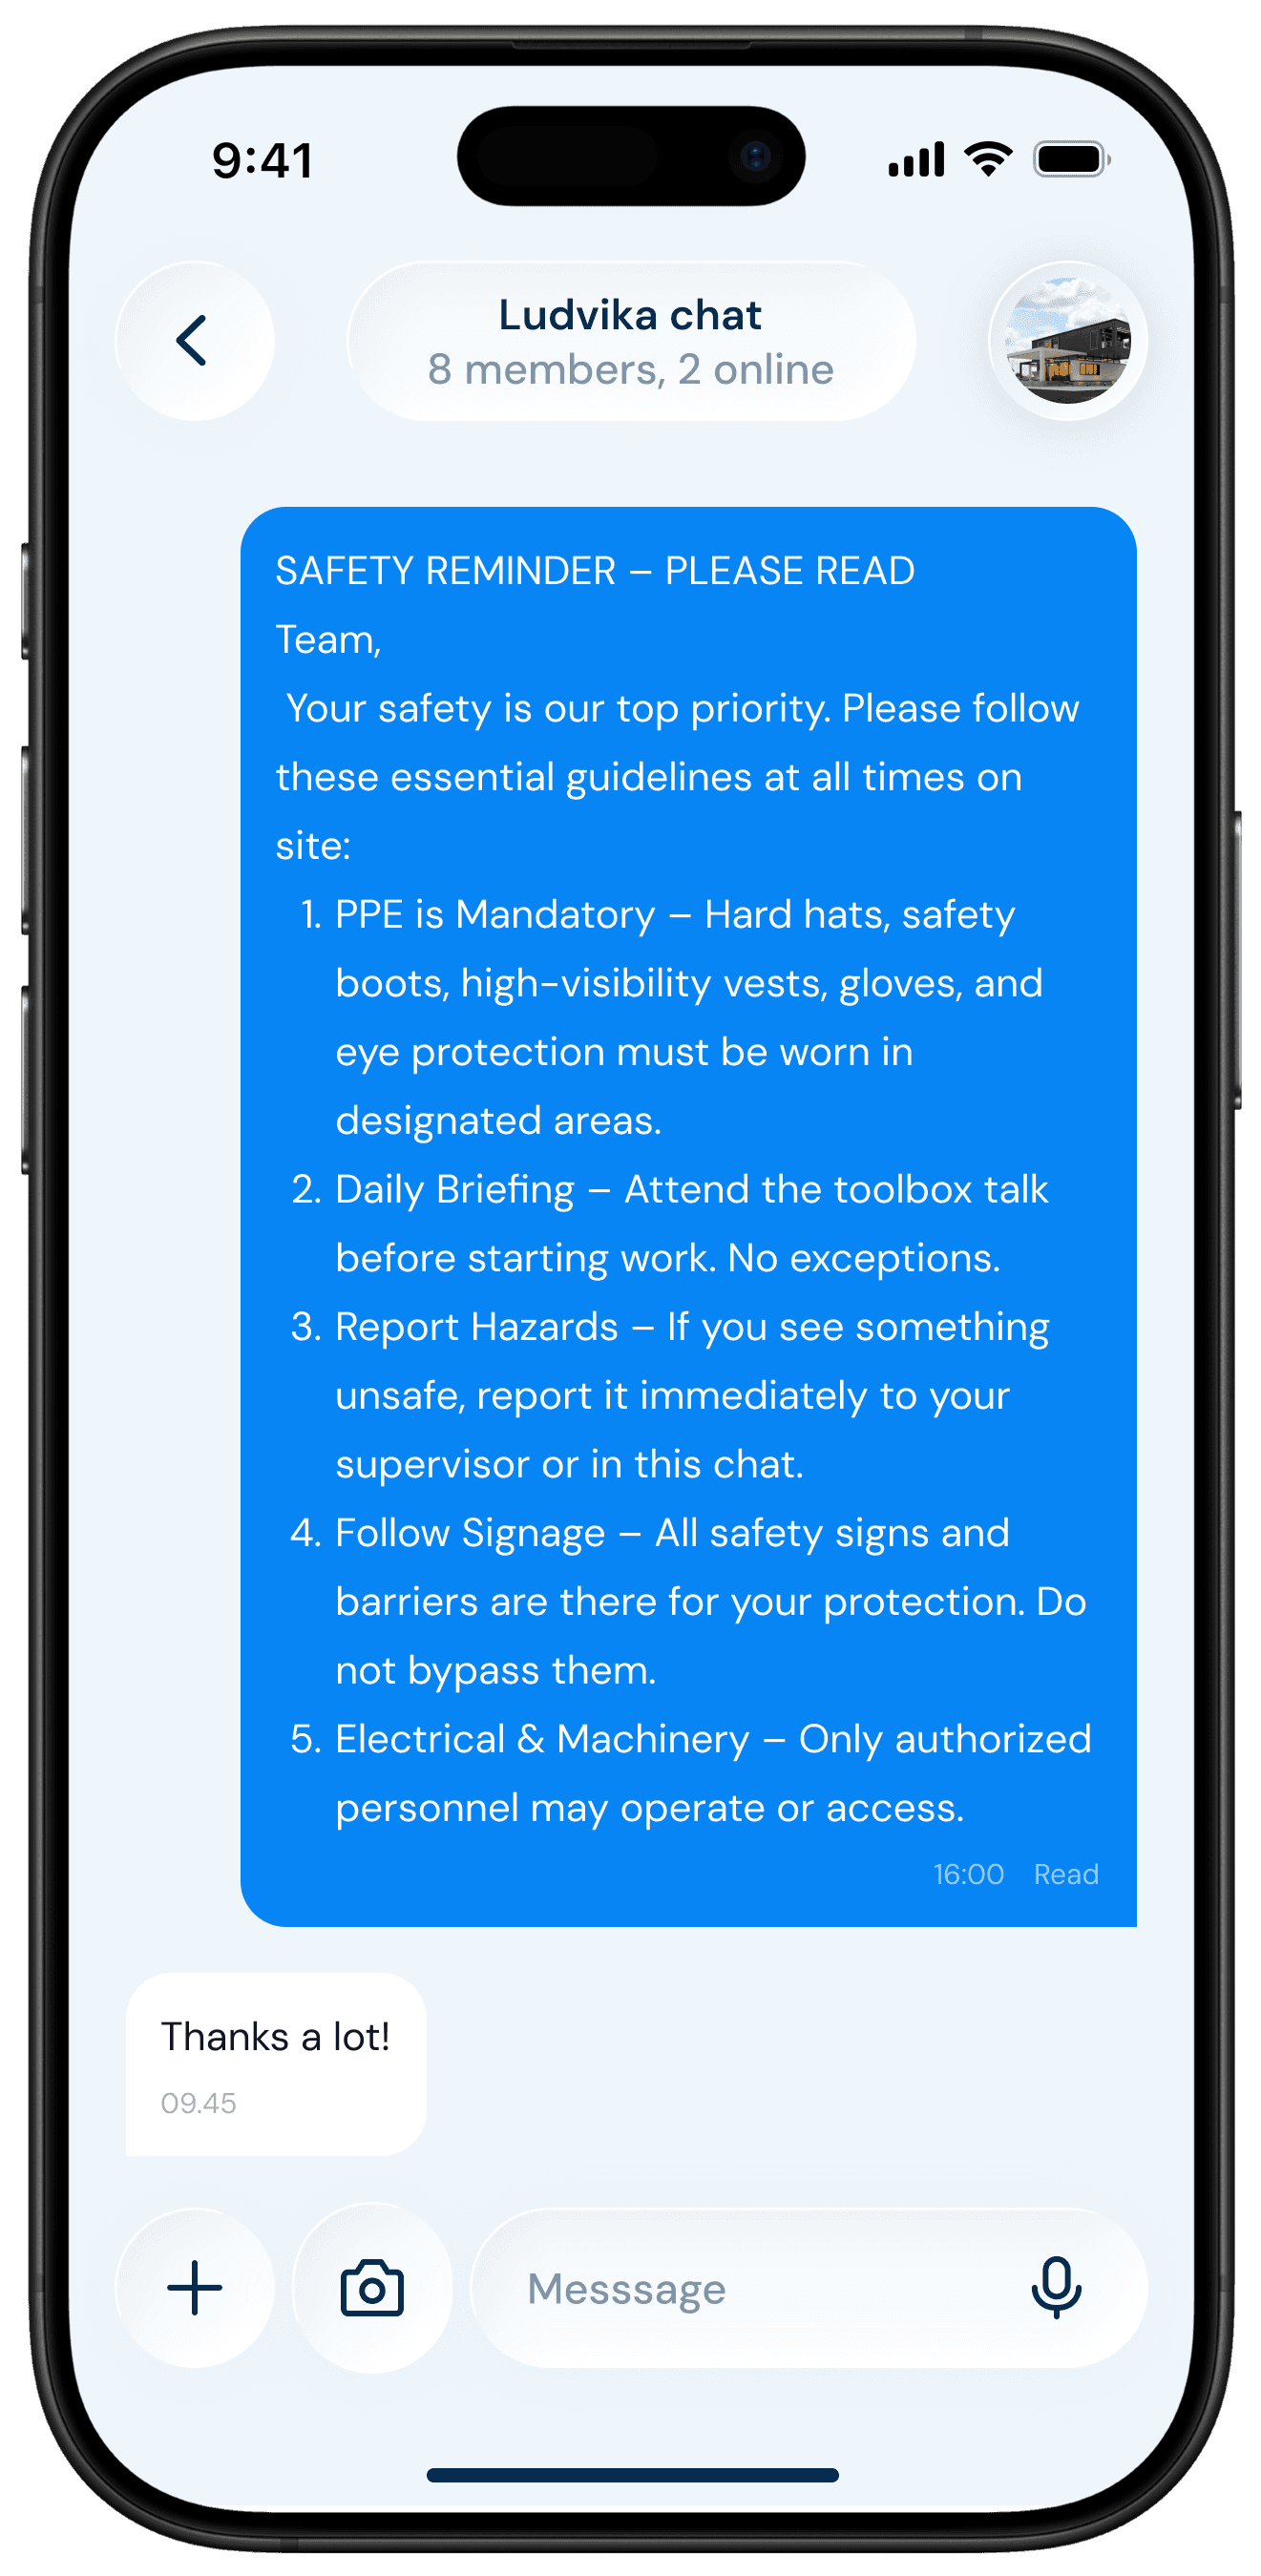 9:41
Ludvika chat
8 members, 2 online
SAFETY REMINDER – PLEASE READ
Team,
Your safety is our top priority. Please follow
these essential guidelines at all times on
site:
1. PPE is Mandatory – Hard hats, safety
boots, high-visibility vests, gloves, and
eye protection must be worn in
designated areas.
2. Daily Briefing – Attend the toolbox talk
before starting work. No exceptions.
3. Report Hazards – If you see something
unsafe, report it immediately to your
supervisor or in this chat.
4. Follow Signage – All safety signs and
barriers are there for your protection. Do
not bypass them.
5. Electrical & Machinery – Only authorized
personnel may operate or access.
16:00 Read
Thanks a lot!
09.45
Messsage